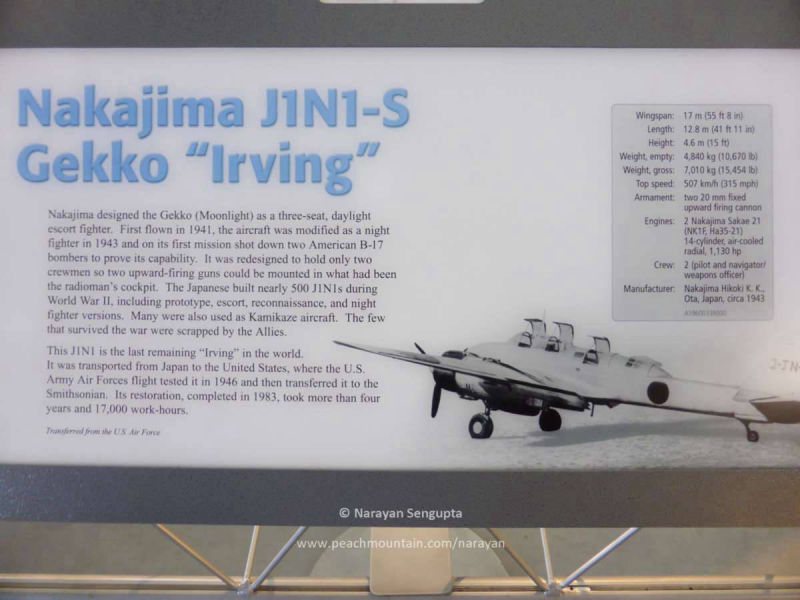 Nakajima J1N1-S
Gekko “Irving”
Nakajima designed the Gekko (Moonlight) as a three-seat, daylight
escort fighter. First flown in 1941, the aircraft was modified as a night
fighter in 1943 and on its first mission shot down two American B-17
bombers to prove its capability. It was redesigned to hold only two
crewmen so two upward-firing guns could be mounted in what had been
the radioman's cockpit. The Japanese built nearly 500 J1N1s during
World War II, including prototype, escort, reconnaissance, and night
fighter versions. Many were also used as Kamikaze aircraft. The few
that survived the war were scrapped by the Allies.
This J1N1 is the last remaining “Irving” in the world.
It was transported from Japan to the United States, where the U.S.
Army Air Forces flight tested it in 1946 and then transferred it to the
Smithsonian. Its restoration, completed in 1983, took more than four
years and 17,000 work-hours.
Transferred from the U.S. Air Force
Wingspan: 17 m (55 ft 8 in)
Length: 12.8 m (41 ft 11 in)
Height: 4.6 m (15 ft)
Weight, empty: 4,840 kg (10,670 lb)
Weight, gross: 7,010 kg (15,454 lb)
Top speed: 507 km/h (315 mph)
Armament: two 20 mm fixed
upward firing cannon
Engines: 2 Nakajima Sakae 21
(NK1F, Ha35-21)
14-cylinder, air-cooled
radial, 1,130 hp
Crew: 2 (pilot and navigator/
weapons officer)
Manufacturer: Nakajima Hikoki K. K.,
Ota, Japan, circa 1943
© Narayan Sengupta
www.peachmountain.com/narayan